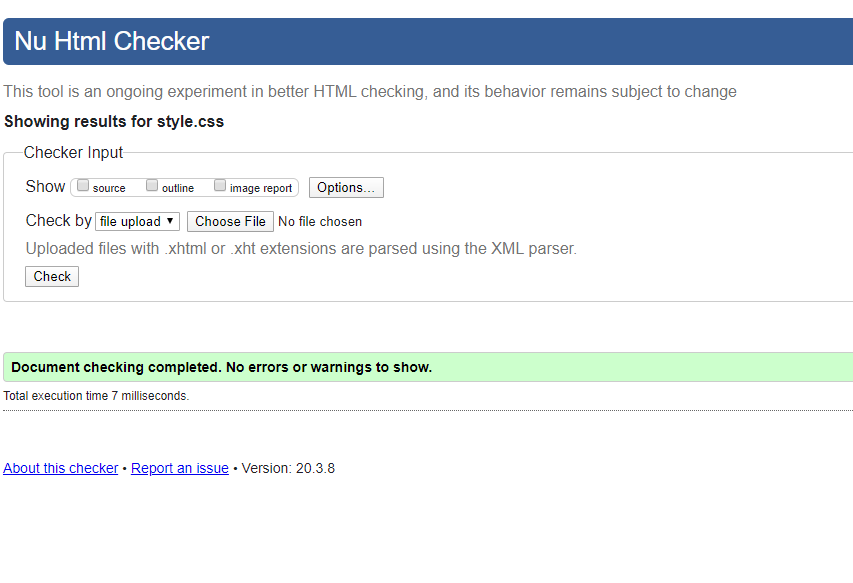 Nu Html Checker
This tool is an ongoing experiment in better HTML checking, and its behavior remains subject to change
Showing results for style.css
Checker Input
Show source outline image report Options...
Check by file upload ▼ Choose File No file chosen
Uploaded files with .xhtml or .xht extensions are parsed using the XML parser.
Check
Document checking completed. No errors or warnings to show.
Total execution time 7 milliseconds.
About this checker • Report an issue • Version: 20.3.8